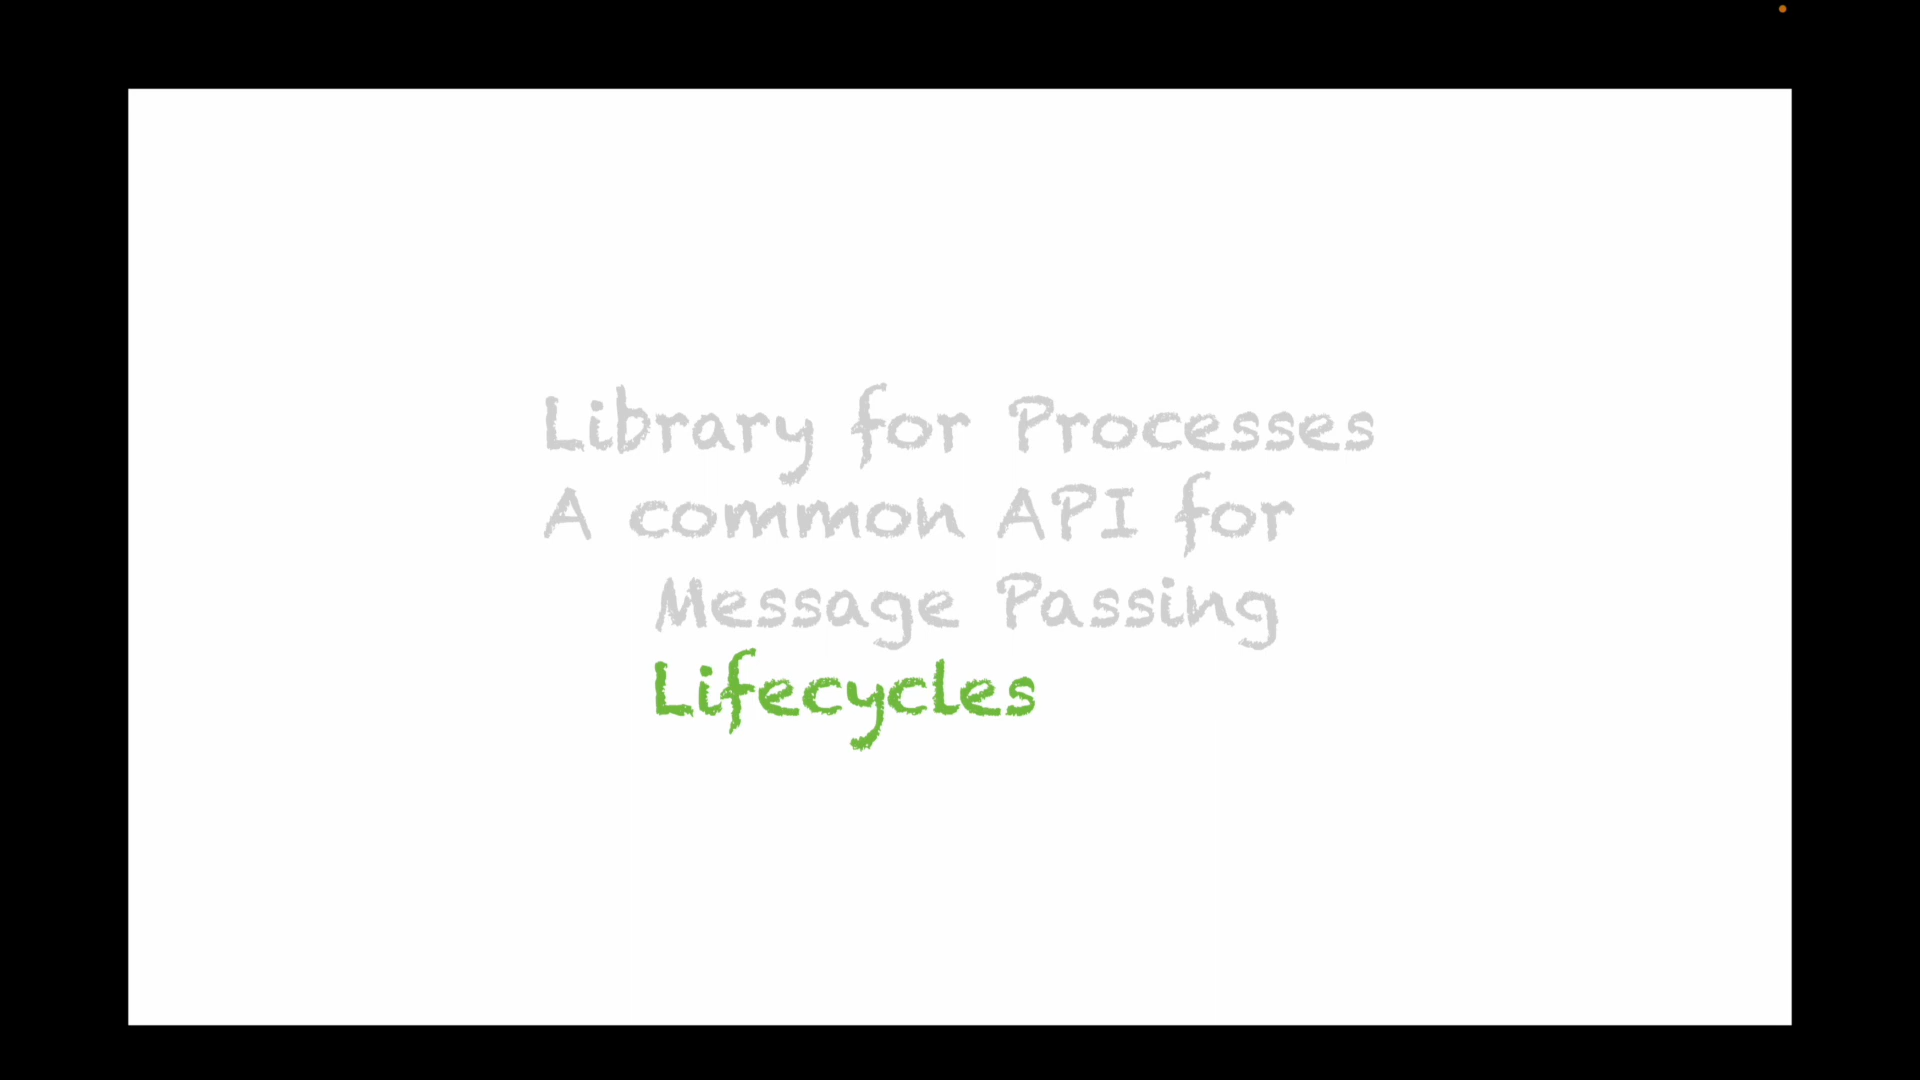 Library for Processes
A common API for
Message Passing
Lifecycles